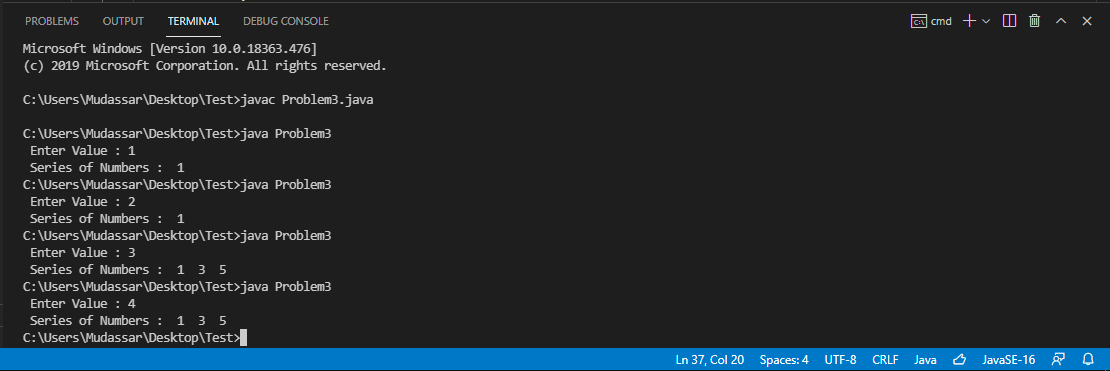 PROBLEMS OUTPUT TERMINAL DEBUG CONSOLE cmd
Microsoft Windows [Version 10.0.18363.476]
(c) 2019 Microsoft Corporation. All rights reserved.
C:\Users\Mudassar\Desktop\Test>javac Problem3.java
C:\Users\Mudassar\Desktop\Test>java Problem3
Enter Value : 1
Series of Numbers :  1
C:\Users\Mudassar\Desktop\Test>java Problem3
Enter Value : 2
Series of Numbers :  1
C:\Users\Mudassar\Desktop\Test>java Problem3
Enter Value : 3
Series of Numbers :  1  3  5
C:\Users\Mudassar\Desktop\Test>java Problem3
Enter Value : 4
Series of Numbers :  1  3  5
C:\Users\Mudassar\Desktop\Test>
Ln 37, Col 20 Spaces: 4 UTF-8 CRLF Java JavaSE-16